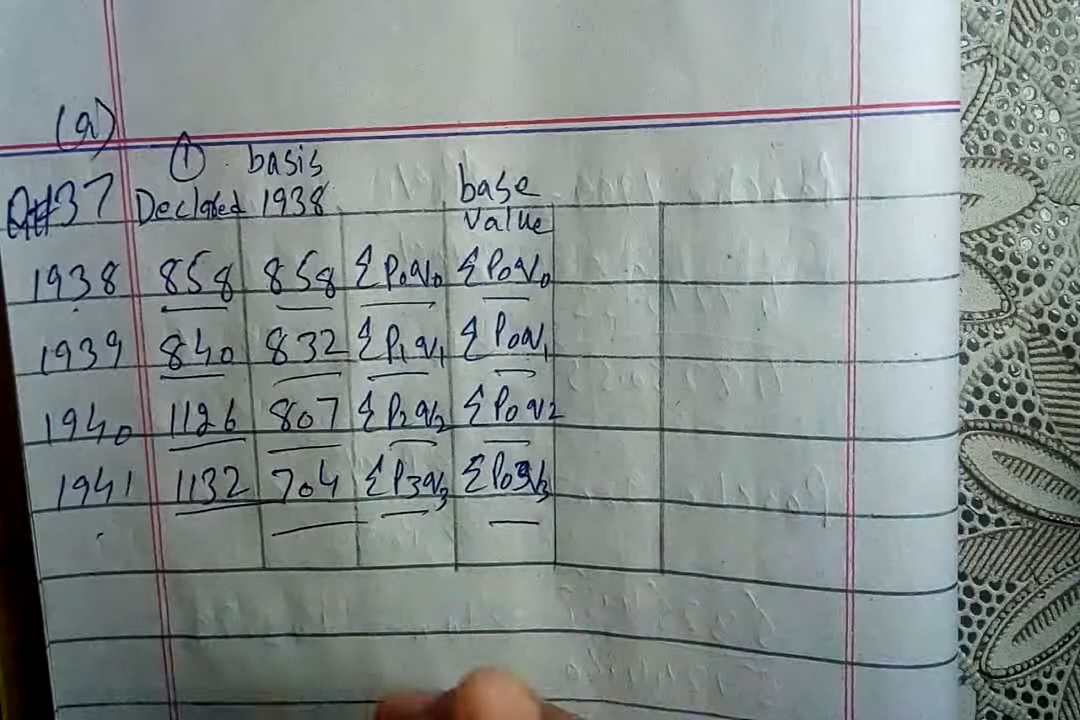 (a)
① basis
Q#37 Declared 1938 base value
1938 858 858 ΣP₀q₀ ΣP₀q₀
1939 840 832 ΣP₁q₁ ΣP₀q₁
1940 1126 807 ΣP₂q₂ ΣP₀q₂
1941 1132 704 ΣP₃q₃ ΣP₀q₃